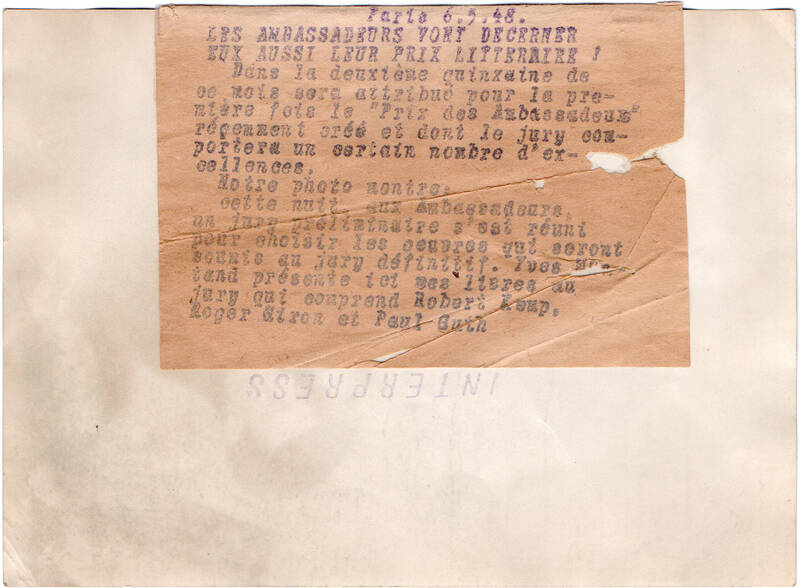 Paris 6.5.48.
LES AMBASSADEURS VONT DECERNER
EUX AUSSI LEUR PRIX LITTERAIRE !
Dans la deuxième quinzaine de
ce mois sera attribué pour la pre-
mière fois le "Prix des Ambassadeurs"
récemment créé et dont le jury com-
portera un certain nombre d'ex-
cellences.
Notre photo montre:
cette nuit, aux Ambassadeurs,
un jury préliminaire s'est réuni
pour choisir les oeuvres qui seront
soumis au jury définitif. Yves
tand présente ici ses livres au
jury qui comprend Robert Kemp,
Roger Giron et Paul Guth
INTERPRESS